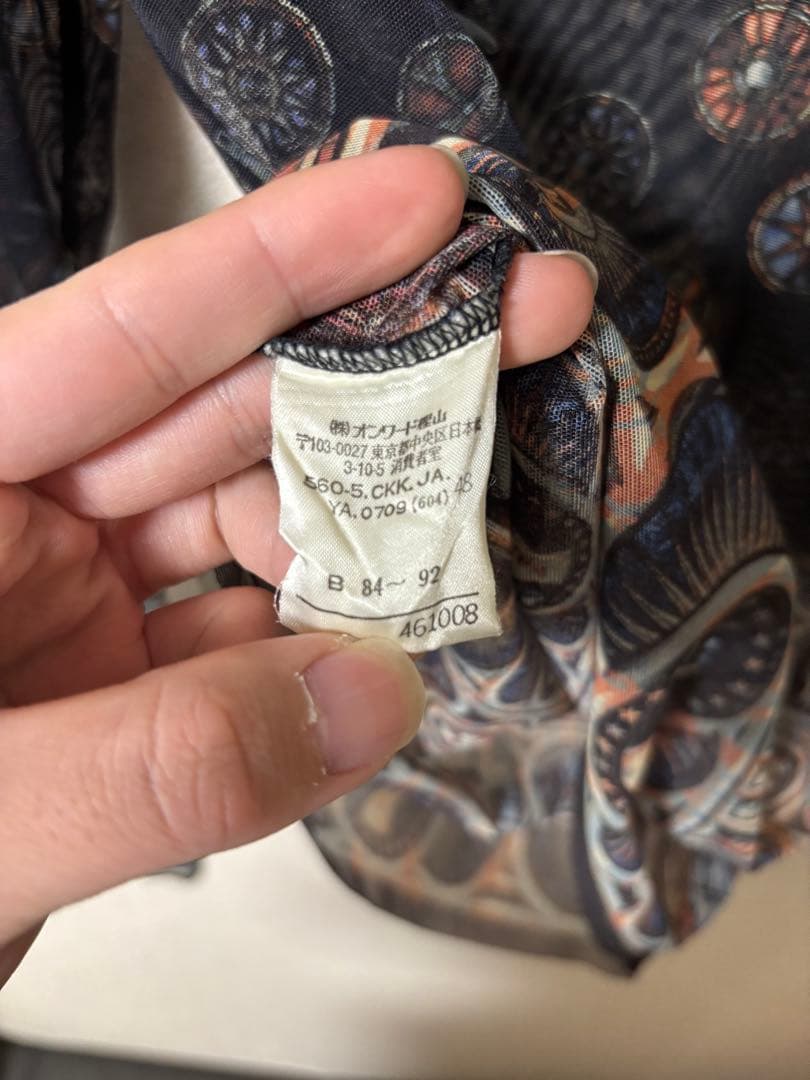 (株)オンワード樫山
〒103-0027 東京都中央区日本橋
3-10-5 消費者室
560-5. CKK. JA. 48
YA. 0709 (604)
B 84～ 92
461008